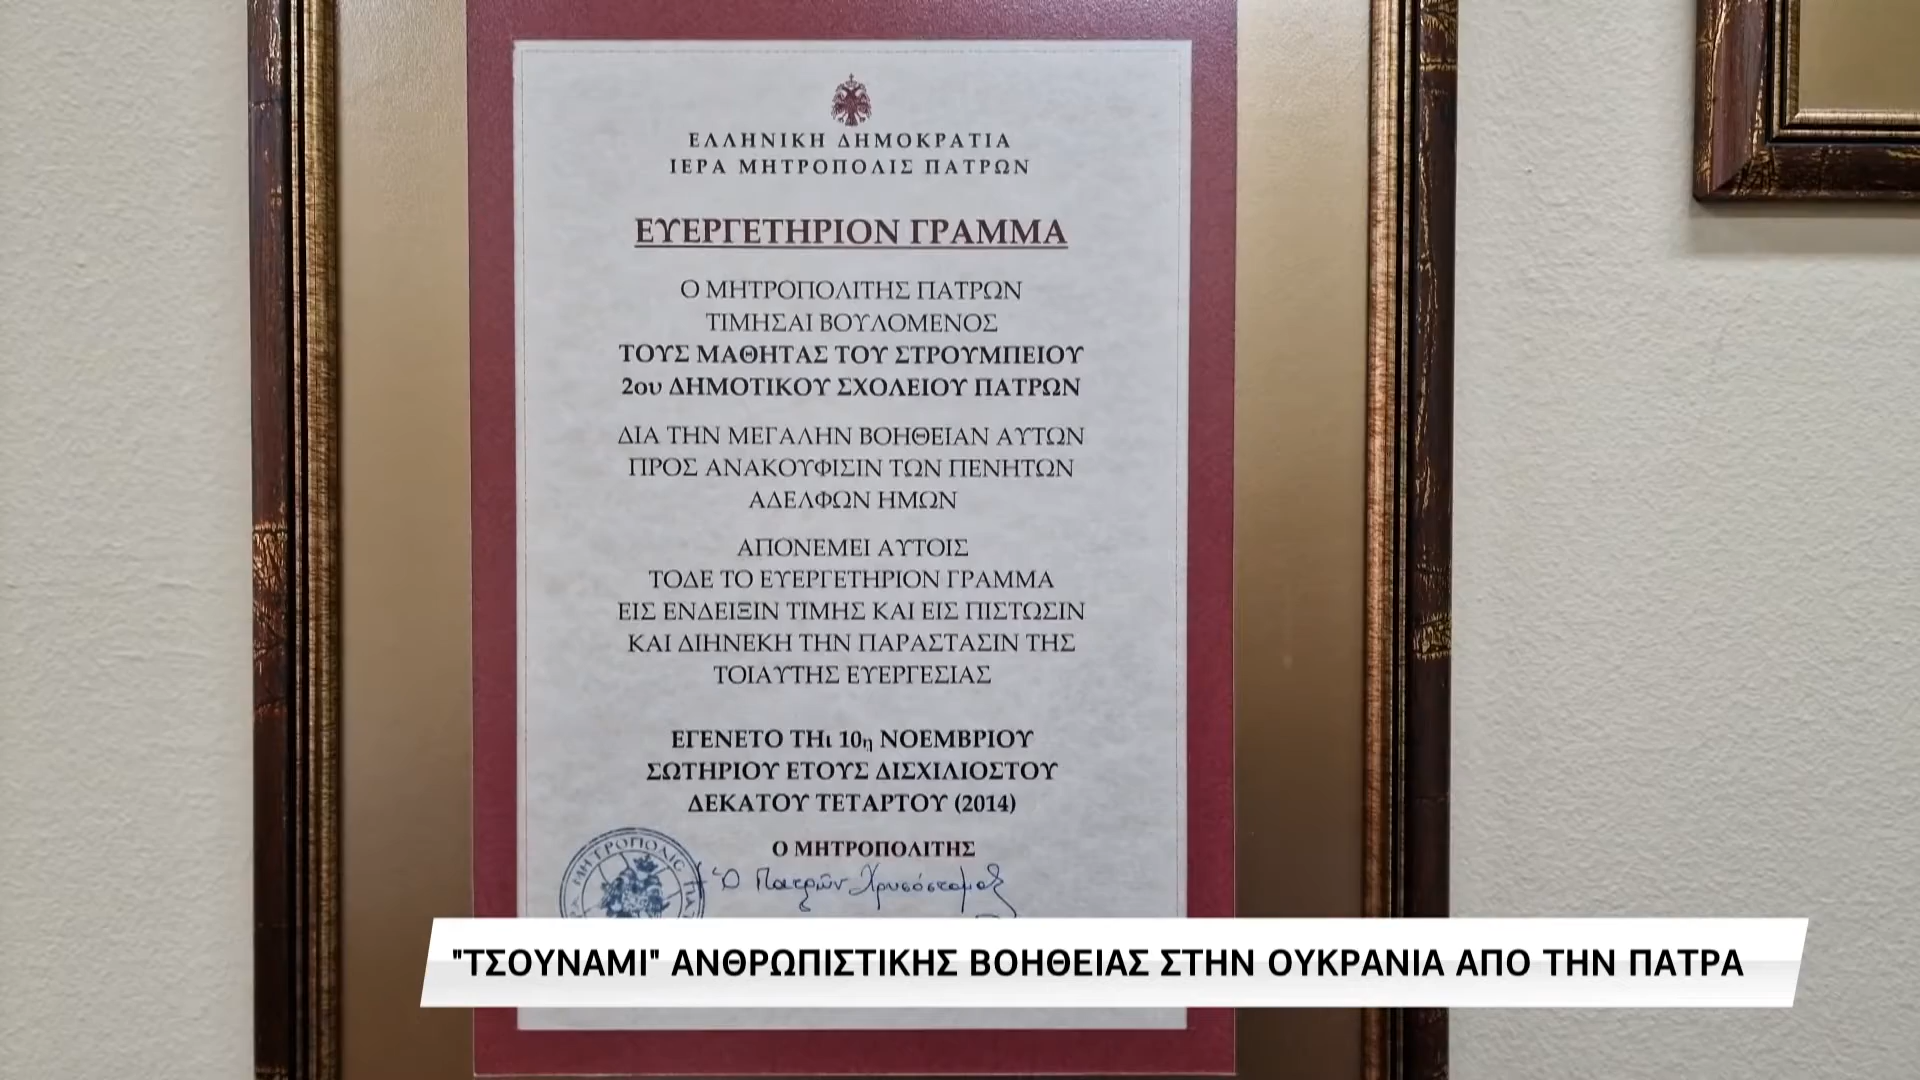 ΕΛΛΗΝΙΚΗ ΔΗΜΟΚΡΑΤΙΑ
ΙΕΡΑ ΜΗΤΡΟΠΟΛΙΣ ΠΑΤΡΩΝ
ΕΥΕΡΓΕΤΗΡΙΟΝ ΓΡΑΜΜΑ
Ο ΜΗΤΡΟΠΟΛΙΤΗΣ ΠΑΤΡΩΝ
ΤΙΜΗΣΑΙ ΒΟΥΛΟΜΕΝΟΣ
ΤΟΥΣ ΜΑΘΗΤΑΣ ΤΟΥ ΣΤΡΟΥΜΠΕΙΟΥ
2ου ΔΗΜΟΤΙΚΟΥ ΣΧΟΛΕΙΟΥ ΠΑΤΡΩΝ
ΔΙΑ ΤΗΝ ΜΕΓΑΛΗΝ ΒΟΗΘΕΙΑΝ ΑΥΤΩΝ
ΠΡΟΣ ΑΝΑΚΟΥΦΙΣΙΝ ΤΩΝ ΠΕΝΗΤΩΝ
ΑΔΕΛΦΩΝ ΗΜΩΝ
ΑΠΟΝΕΜΕΙ ΑΥΤΟΙΣ
ΤΟΔΕ ΤΟ ΕΥΕΡΓΕΤΗΡΙΟΝ ΓΡΑΜΜΑ
ΕΙΣ ΕΝΔΕΙΞΙΝ ΤΙΜΗΣ ΚΑΙ ΕΙΣ ΠΙΣΤΩΣΙΝ
ΚΑΙ ΔΙΗΝΕΚΗ ΤΗΝ ΠΑΡΑΣΤΑΣΙΝ ΤΗΣ
ΤΟΙΑΥΤΗΣ ΕΥΕΡΓΕΣΙΑΣ
ΕΓΕΝΕΤΟ ΤΗι 10η ΝΟΕΜΒΡΙΟΥ
ΣΩΤΗΡΙΟΥ ΕΤΟΥΣ ΔΙΣΧΙΛΙΟΣΤΟΥ
ΔΕΚΑΤΟΥ ΤΕΤΑΡΤΟΥ (2014)
Ο ΜΗΤΡΟΠΟΛΙΤΗΣ
Ὁ Πατρῶν Χρυσόστομος
ΜΗΤΡΟΠΟΛΙΣ
"ΤΣΟΥΝΑΜΙ" ΑΝΘΡΩΠΙΣΤΙΚΗΣ ΒΟΗΘΕΙΑΣ ΣΤΗΝ ΟΥΚΡΑΝΙΑ ΑΠΟ ΤΗΝ ΠΑΤΡΑ